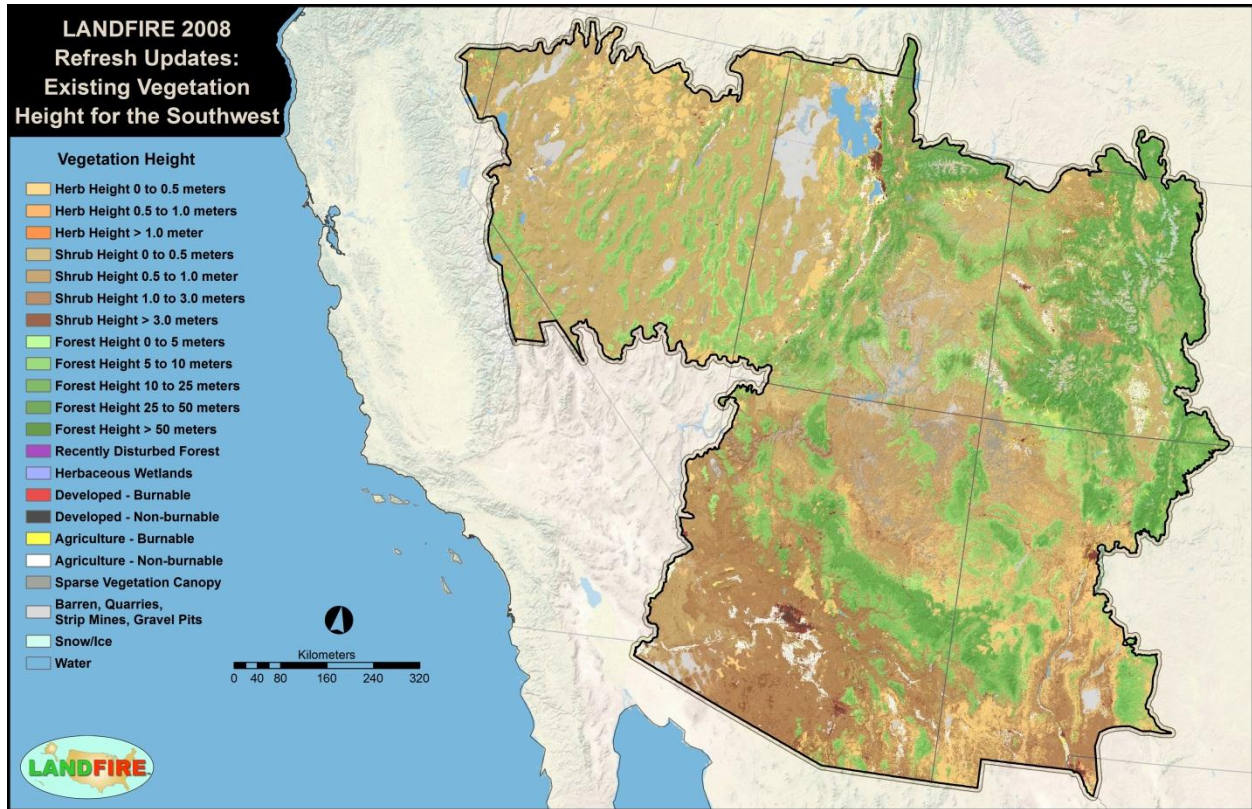 LANDFIRE 2008
Refresh Updates:
Existing Vegetation
Height for the Southwest
Vegetation Height
Herb Height 0 to 0.5 meters
Herb Height 0.5 to 1.0 meters
Herb Height > 1.0 meter
Shrub Height 0 to 0.5 meters
Shrub Height 0.5 to 1.0 meter
Shrub Height 1.0 to 3.0 meters
Shrub Height > 3.0 meters
Forest Height 0 to 5 meters
Forest Height 5 to 10 meters
Forest Height 10 to 25 meters
Forest Height 25 to 50 meters
Forest Height > 50 meters
Recently Disturbed Forest
Herbaceous Wetlands
Developed - Burnable
Developed - Non-burnable
Agriculture - Burnable
Agriculture - Non-burnable
Sparse Vegetation Canopy
Barren, Quarries,
Strip Mines, Gravel Pits
Snow/Ice
Water
Kilometers
0 40 80 160 240 320
LANDFIRE